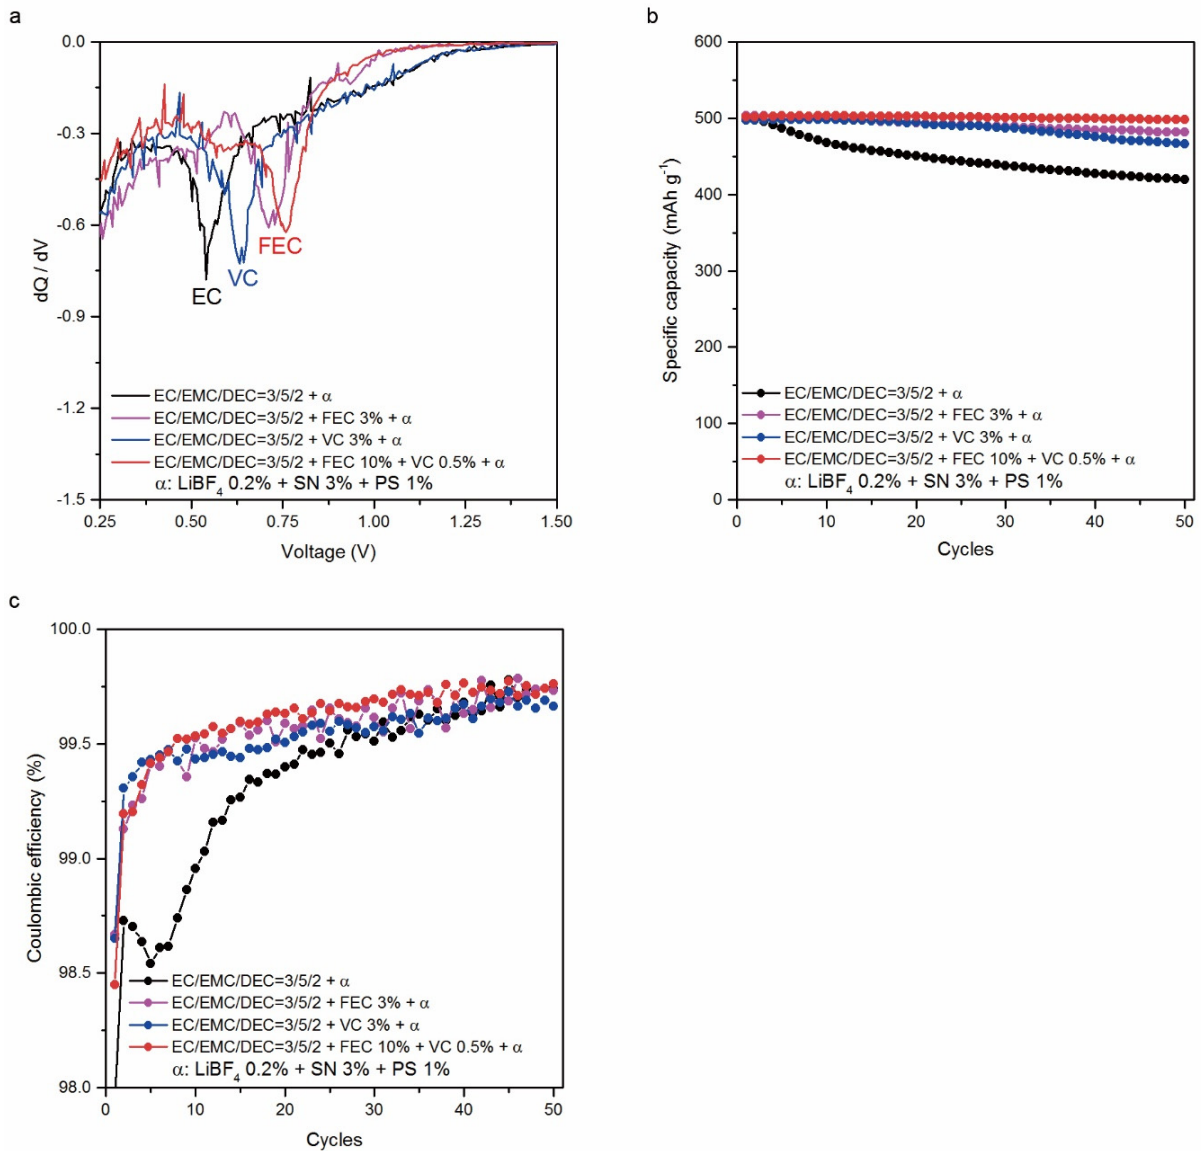 a
0.0
-0.3
-0.6
-0.9
-1.2
-1.5
dQ / dV
EC
VC
FEC
EC/EMC/DEC=3/5/2 + α
EC/EMC/DEC=3/5/2 + FEC 3% + α
EC/EMC/DEC=3/5/2 + VC 3% + α
EC/EMC/DEC=3/5/2 + FEC 10% + VC 0.5% + α
α: LiBF₄ 0.2% + SN 3% + PS 1%
0.25 0.50 0.75 1.00 1.25 1.50
Voltage (V)
b
600
500
400
300
200
100
0
Specific capacity (mAh g⁻¹)
EC/EMC/DEC=3/5/2 + α
EC/EMC/DEC=3/5/2 + FEC 3% + α
EC/EMC/DEC=3/5/2 + VC 3% + α
EC/EMC/DEC=3/5/2 + FEC 10% + VC 0.5% + α
α: LiBF₄ 0.2% + SN 3% + PS 1%
0 10 20 30 40 50
Cycles
c
100.0
99.5
99.0
98.5
98.0
Coulombic efficiency (%)
EC/EMC/DEC=3/5/2 + α
EC/EMC/DEC=3/5/2 + FEC 3% + α
EC/EMC/DEC=3/5/2 + VC 3% + α
EC/EMC/DEC=3/5/2 + FEC 10% + VC 0.5% + α
α: LiBF₄ 0.2% + SN 3% + PS 1%
0 10 20 30 40 50
Cycles